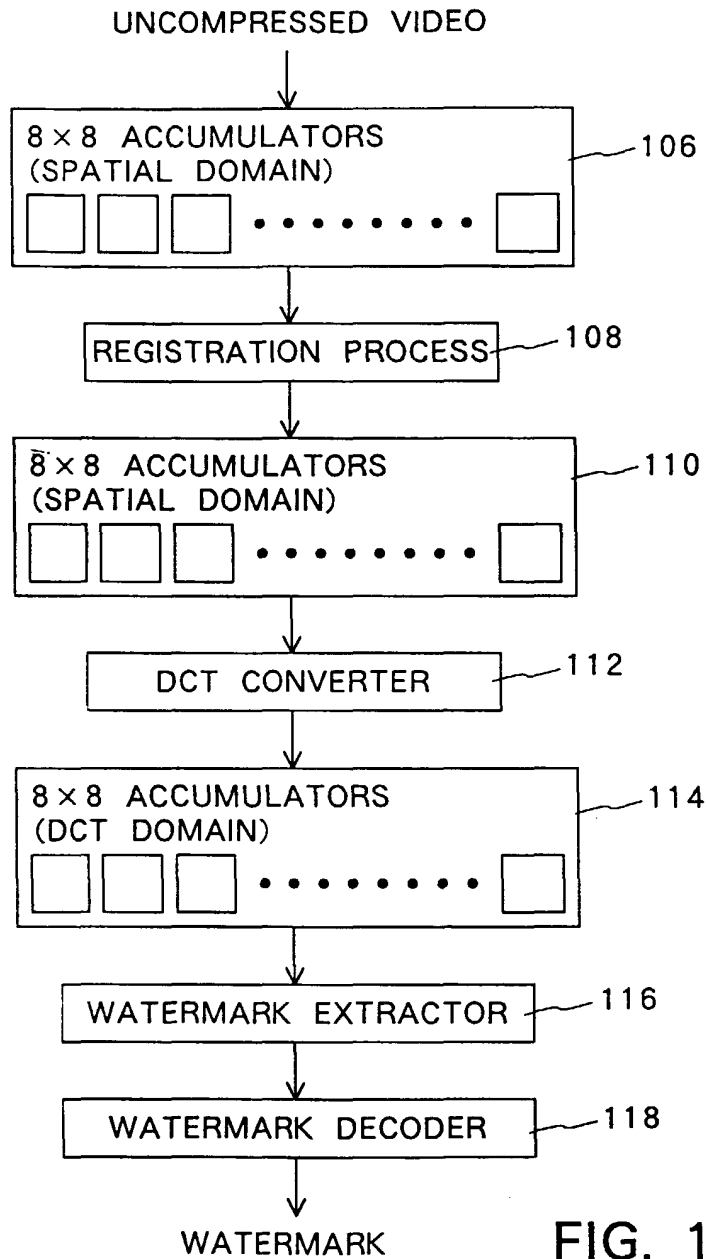 UNCOMPRESSED VIDEO
8 × 8 ACCUMULATORS
(SPATIAL DOMAIN)
106
REGISTRATION PROCESS
108
8 × 8 ACCUMULATORS
(SPATIAL DOMAIN)
110
DCT CONVERTER
112
8 × 8 ACCUMULATORS
(DCT DOMAIN)
114
WATERMARK EXTRACTOR
116
WATERMARK DECODER
118
WATERMARK
FIG. 1